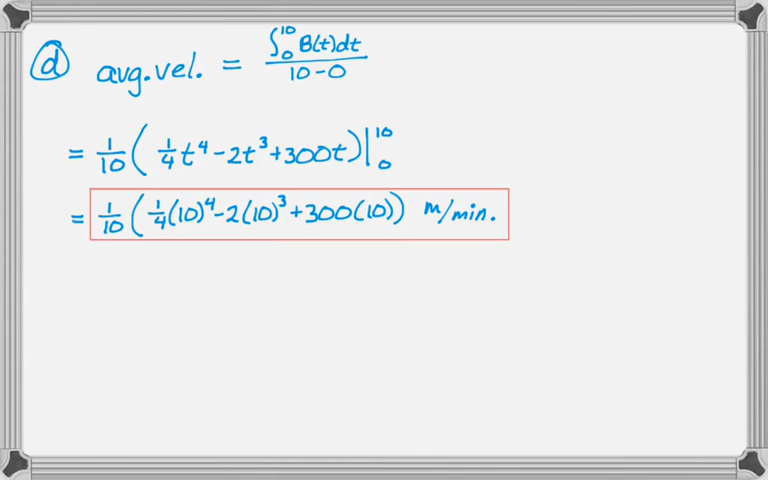 (d) avg. vel. = ∫₀¹⁰ B(t)dt / 10-0
= 1/10 ( 1/4 t⁴ - 2t³ + 300t ) |₀¹⁰
= 1/10 ( 1/4 (10)⁴ - 2(10)³ + 300(10) ) m/min.